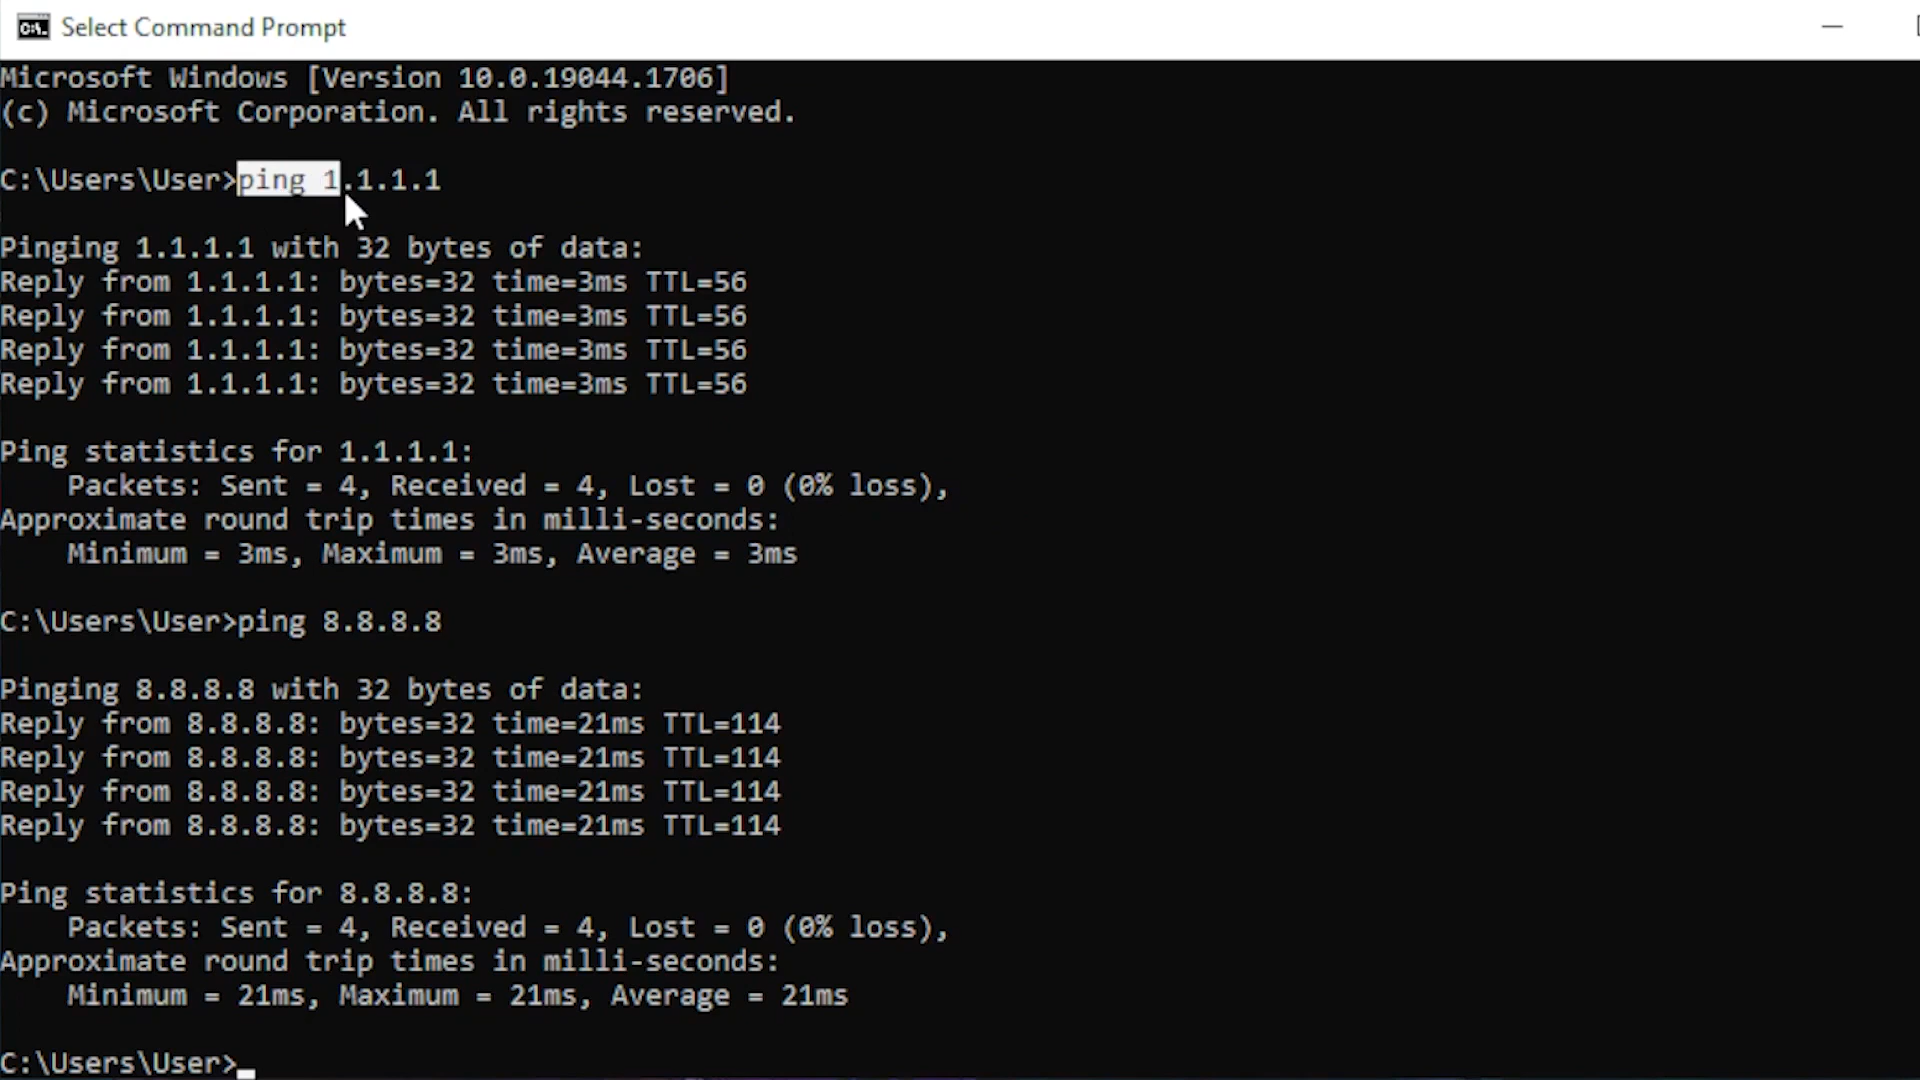 Select Command Prompt
Microsoft Windows [Version 10.0.19044.1706]
(c) Microsoft Corporation. All rights reserved.
C:\Users\User>ping 1.1.1.1
Pinging 1.1.1.1 with 32 bytes of data:
Reply from 1.1.1.1: bytes=32 time=3ms TTL=56
Reply from 1.1.1.1: bytes=32 time=3ms TTL=56
Reply from 1.1.1.1: bytes=32 time=3ms TTL=56
Reply from 1.1.1.1: bytes=32 time=3ms TTL=56
Ping statistics for 1.1.1.1:
    Packets: Sent = 4, Received = 4, Lost = 0 (0% loss),
Approximate round trip times in milli-seconds:
    Minimum = 3ms, Maximum = 3ms, Average = 3ms
C:\Users\User>ping 8.8.8.8
Pinging 8.8.8.8 with 32 bytes of data:
Reply from 8.8.8.8: bytes=32 time=21ms TTL=114
Reply from 8.8.8.8: bytes=32 time=21ms TTL=114
Reply from 8.8.8.8: bytes=32 time=21ms TTL=114
Reply from 8.8.8.8: bytes=32 time=21ms TTL=114
Ping statistics for 8.8.8.8:
    Packets: Sent = 4, Received = 4, Lost = 0 (0% loss),
Approximate round trip times in milli-seconds:
    Minimum = 21ms, Maximum = 21ms, Average = 21ms
C:\Users\User>